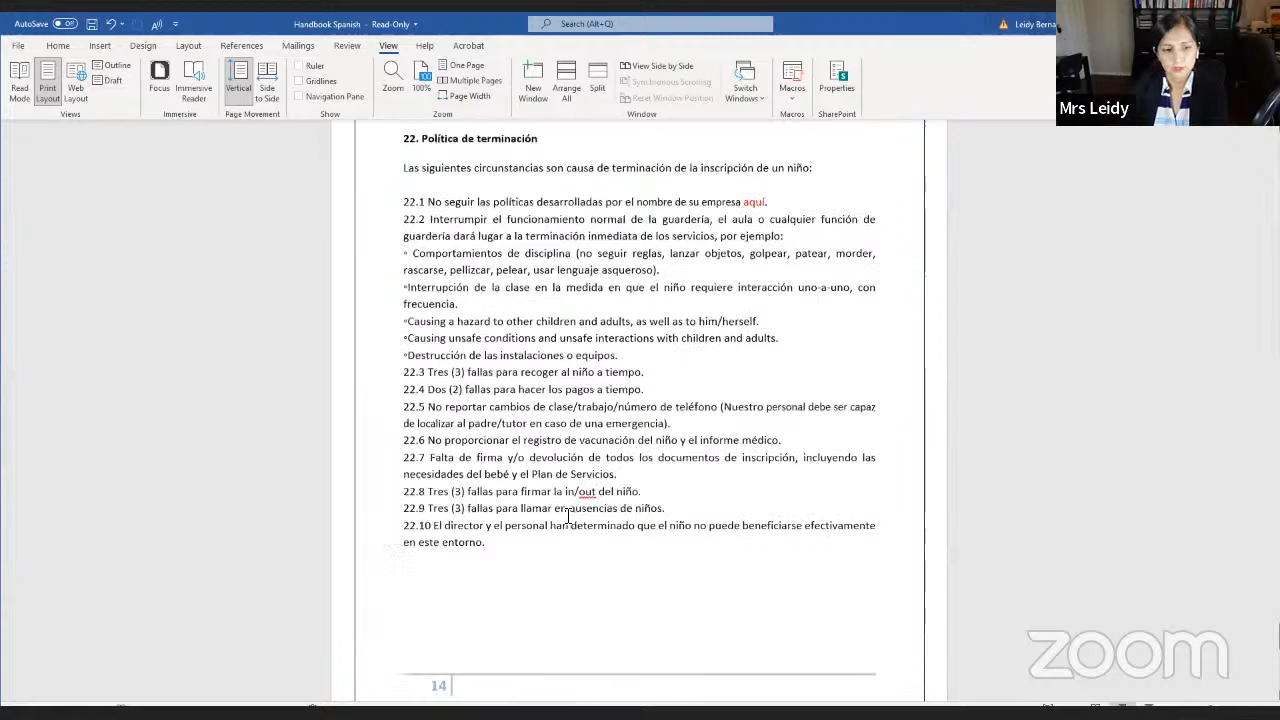 AutoSave Off Handbook Spanish - Read-Only Search (Alt+Q) Leidy Berna
File Home Insert Design Layout References Mailings Review View Help Acrobat
Read Mode Print Layout Web Layout Outline Draft Focus Immersive Reader Vertical Side to Side Ruler Gridlines Navigation Pane Zoom 100% One Page Multiple Pages Page Width New Window Arrange All Split View Side by Side Synchronous Scrolling Reset Window Position Switch Windows Macros Properties
Views Immersive Page Movement Show Zoom Window Macros SharePoint
Mrs Leidy
22. Política de terminación
Las siguientes circunstancias son causa de terminación de la inscripción de un niño:
22.1 No seguir las políticas desarrolladas por el nombre de su empresa aquí.
22.2 Interrumpir el funcionamiento normal de la guardería, el aula o cualquier función de
guardería dará lugar a la terminación inmediata de los servicios, por ejemplo:
◦ Comportamientos de disciplina (no seguir reglas, lanzar objetos, golpear, patear, morder,
rascarse, pellizcar, pelear, usar lenguaje asqueroso).
◦Interrupción de la clase en la medida en que el niño requiere interacción uno-a-uno, con
frecuencia.
◦Causing a hazard to other children and adults, as well as to him/herself.
◦Causing unsafe conditions and unsafe interactions with children and adults.
◦Destrucción de las instalaciones o equipos.
22.3 Tres (3) fallas para recoger al niño a tiempo.
22.4 Dos (2) fallas para hacer los pagos a tiempo.
22.5 No reportar cambios de clase/trabajo/número de teléfono (Nuestro personal debe ser capaz
de localizar al padre/tutor en caso de una emergencia).
22.6 No proporcionar el registro de vacunación del niño y el informe médico.
22.7 Falta de firma y/o devolución de todos los documentos de inscripción, incluyendo las
necesidades del bebé y el Plan de Servicios.
22.8 Tres (3) fallas para firmar la in/out del niño.
22.9 Tres (3) fallas para llamar en ausencias de niños.
22.10 El director y el personal han determinado que el niño no puede beneficiarse efectivamente
en este entorno.
14
zoom